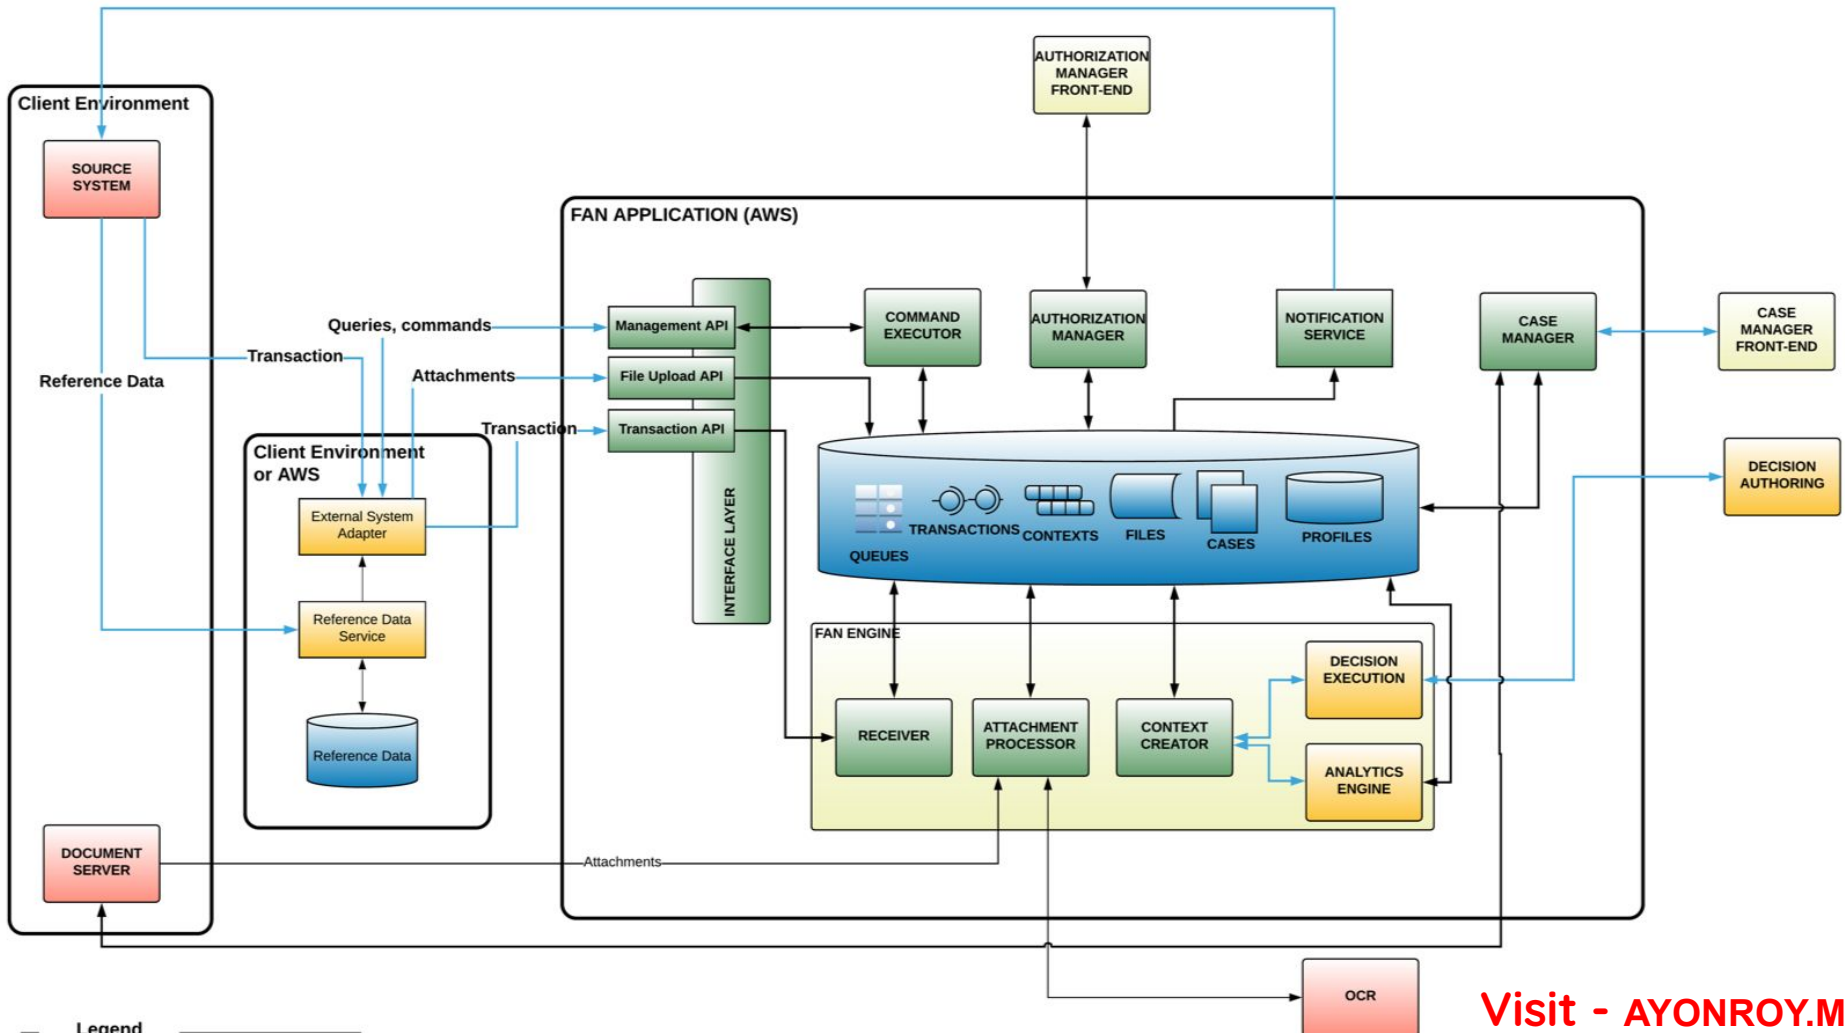 AUTHORIZATION
MANAGER
FRONT-END
Client Environment
SOURCE
SYSTEM
FAN APPLICATION (AWS)
Management API
File Upload API
Transaction API
INTERFACE LAYER
COMMAND
EXECUTOR
AUTHORIZATION
MANAGER
NOTIFICATION
SERVICE
CASE
MANAGER
CASE
MANAGER
FRONT-END
Queries, commands
Transaction
Attachments
Reference Data
Transaction
Client Environment
or AWS
External System
Adapter
Reference Data
Service
Reference Data
QUEUES
TRANSACTIONS
CONTEXTS
FILES
CASES
PROFILES
DECISION
AUTHORING
FAN ENGINE
RECEIVER
ATTACHMENT
PROCESSOR
CONTEXT
CREATOR
DECISION
EXECUTION
ANALYTICS
ENGINE
DOCUMENT
SERVER
Attachments
OCR
Legend
Visit - AYONROY.M